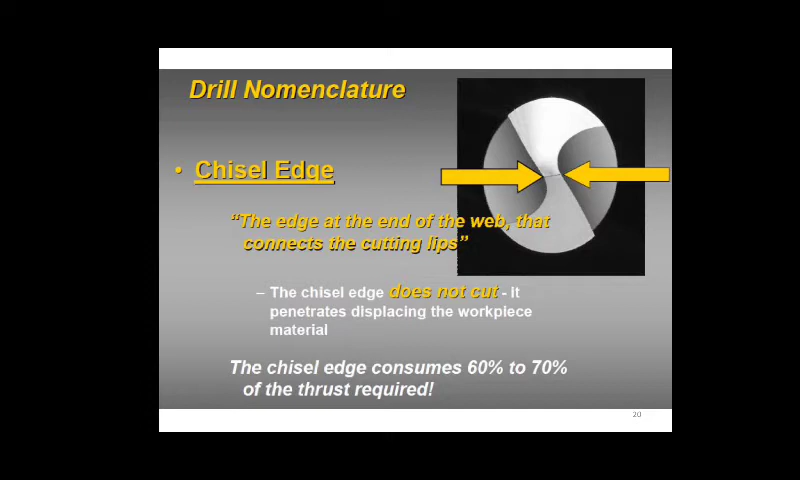 Drill Nomenclature
• Chisel Edge
“The edge at the end of the web, that
connects the cutting lips”
– The chisel edge does not cut - it
penetrates displacing the workpiece
material
The chisel edge consumes 60% to 70%
of the thrust required!
20